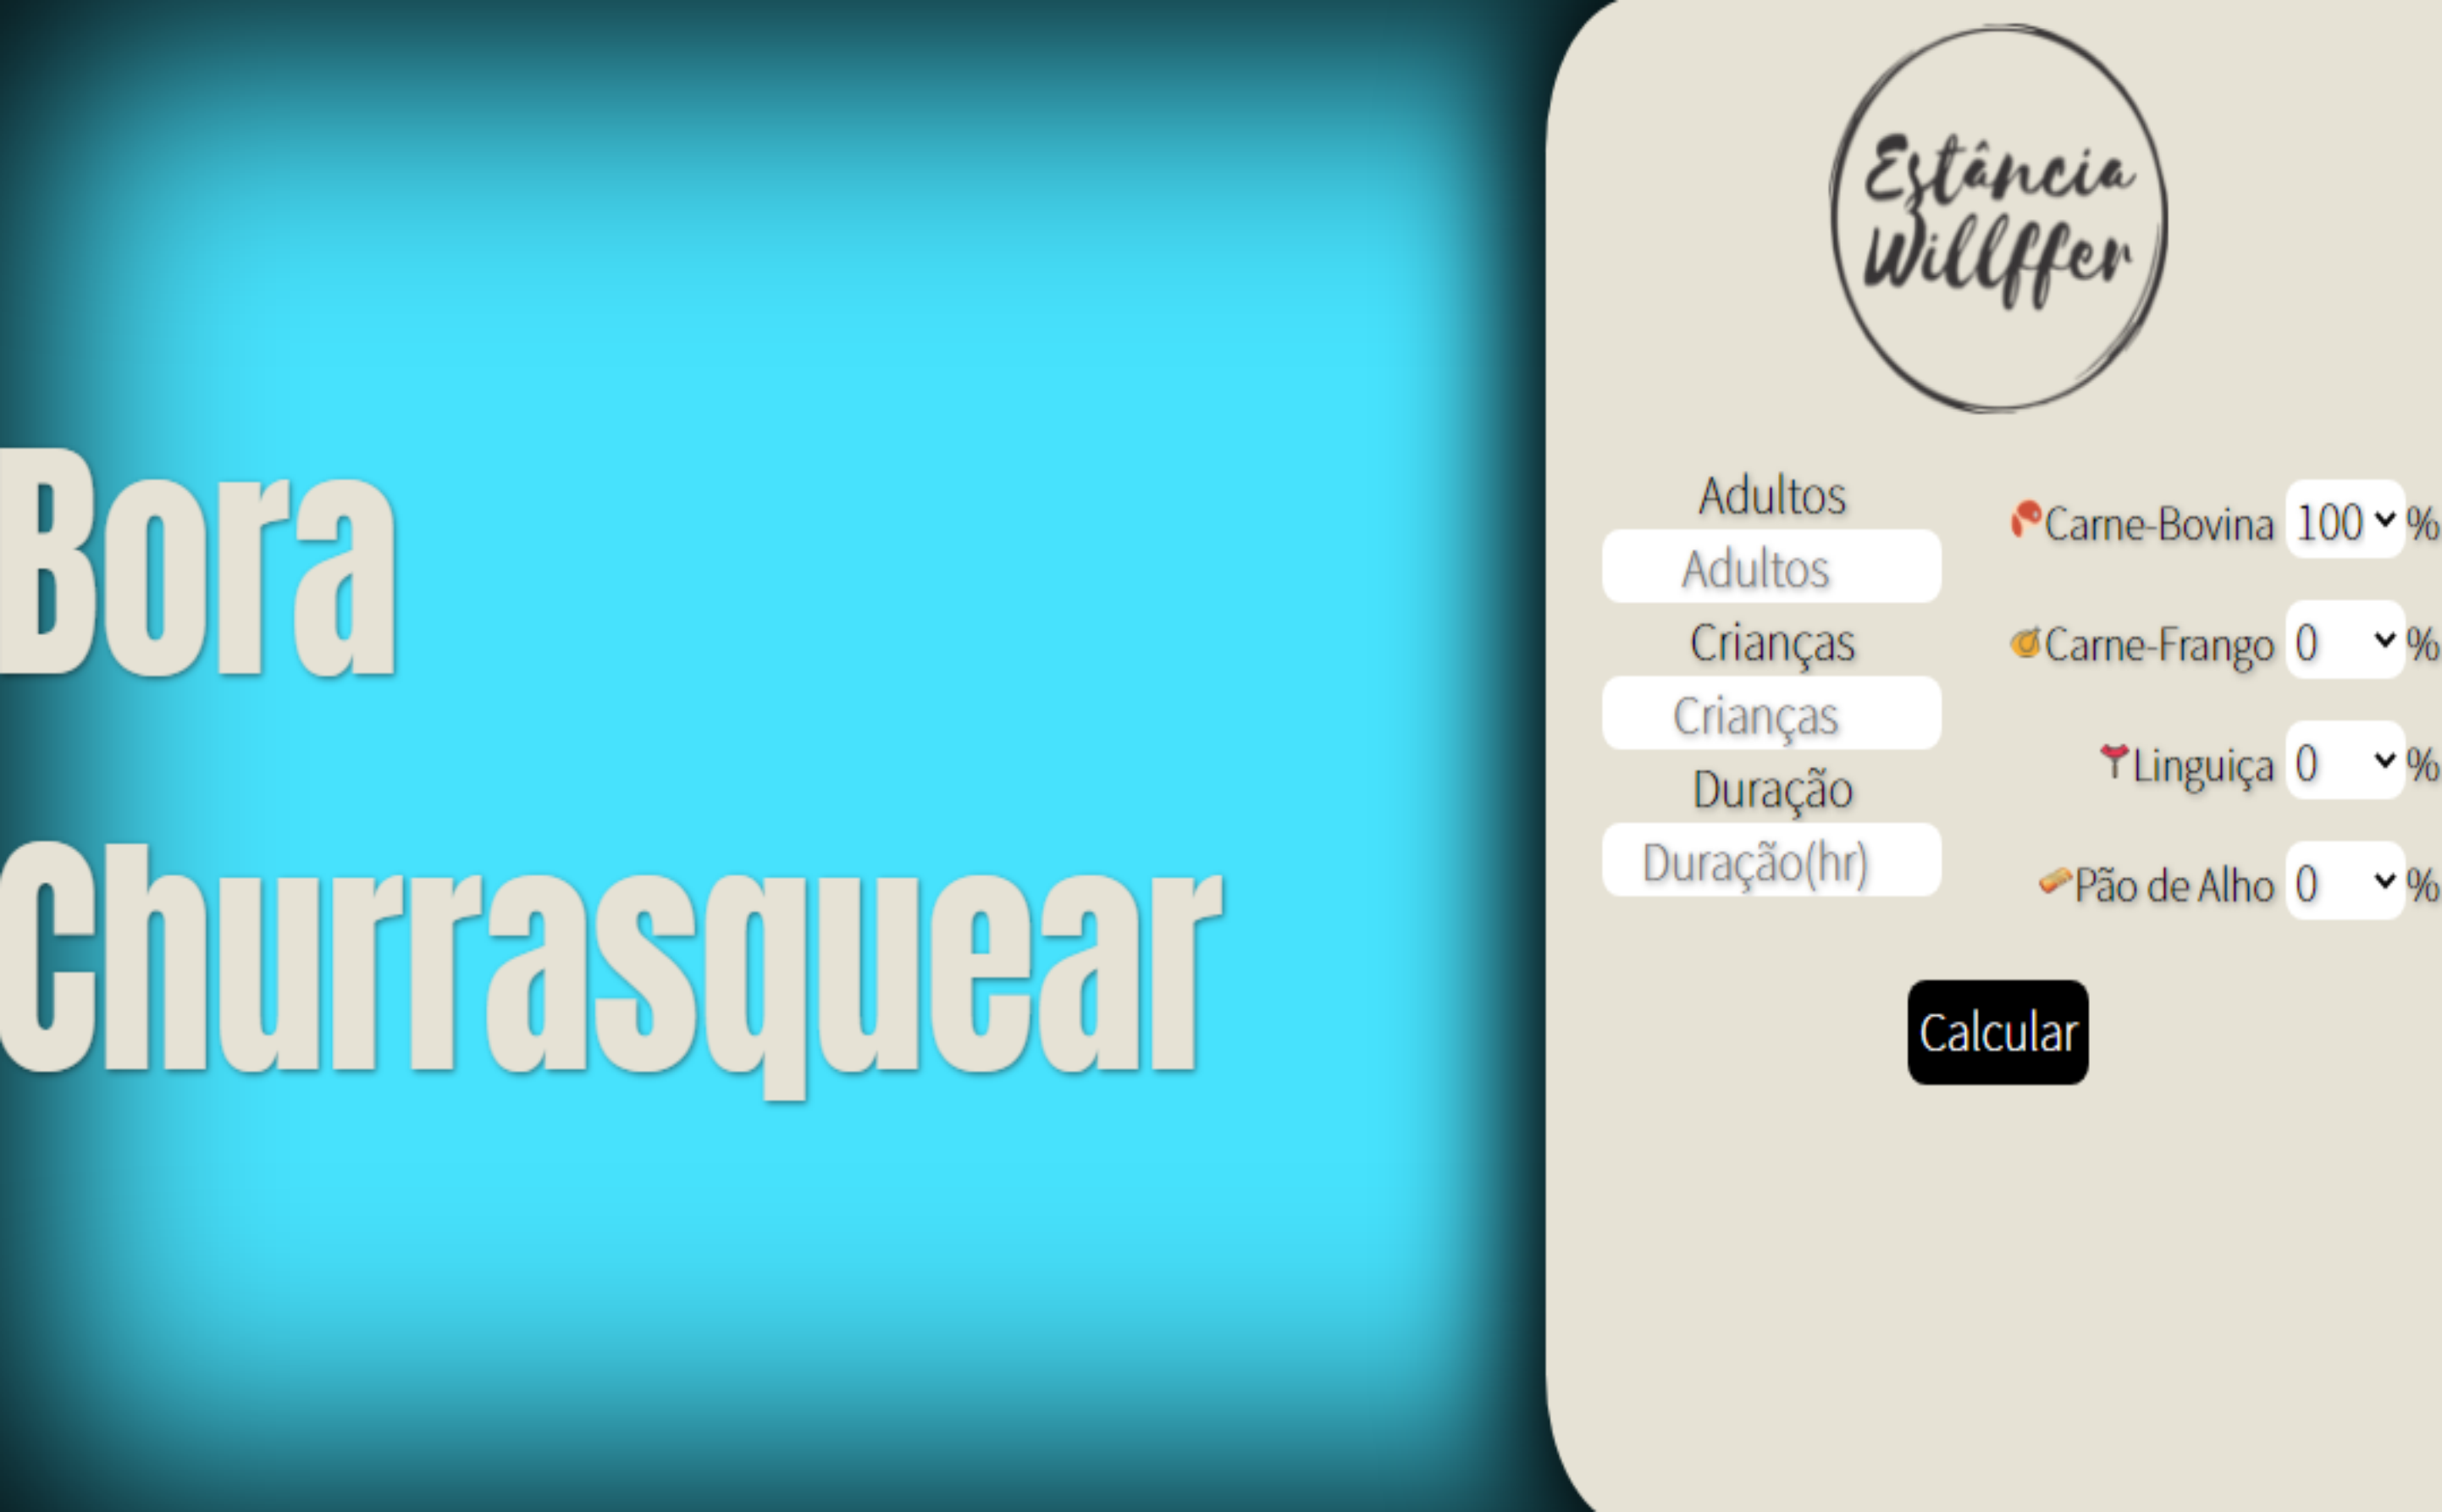 Bora
Churrasquear
Estância
Willffer
Adultos
Adultos
Crianças
Crianças
Duração
Duração(hr)
Carne-Bovina 100 %
Carne-Frango 0 %
Linguiça 0 %
Pão de Alho 0 %
Calcular